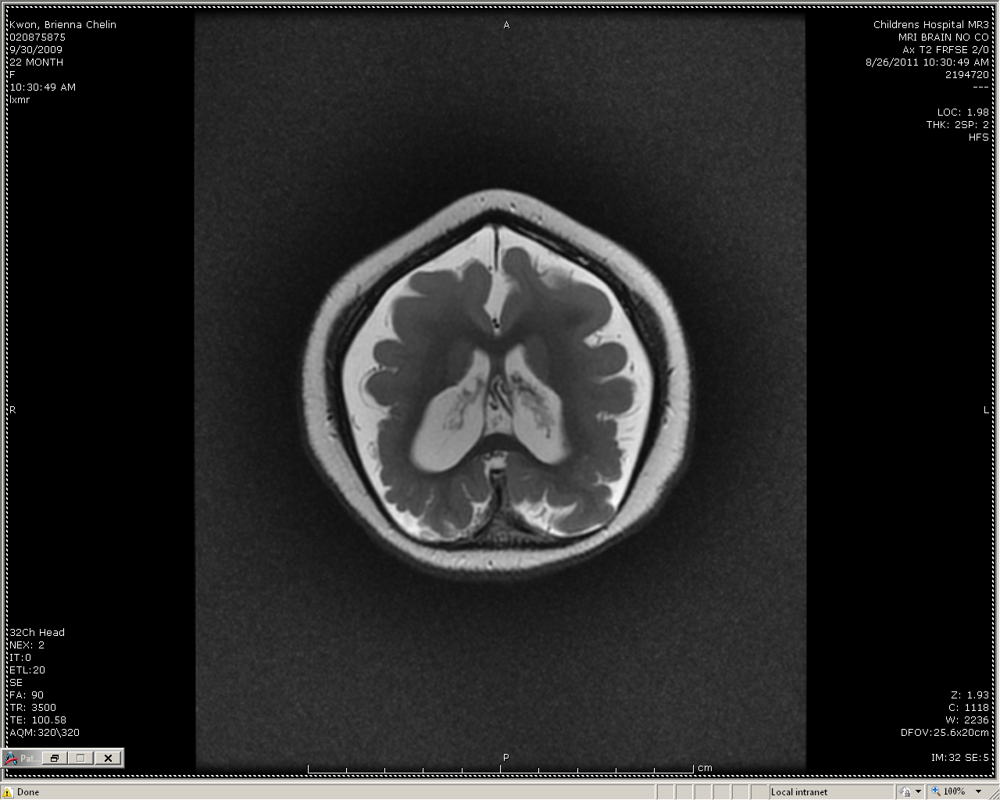 Kwon, Brienna Chelin
020875875
9/30/2009
22 MONTH
F
10:30:49 AM
lxmr
Childrens Hospital MR3
MRI BRAIN NO CO
Ax T2 FRFSE 2/0
8/26/2011 10:30:49 AM
2194720
---
LOC: 1.98
THK: 2SP: 2
HFS
A
R
L
32Ch Head
NEX: 2
IT:0
ETL:20
SE
FA: 90
TR: 3500
TE: 100.58
AQM:320\320
Z: 1.93
C: 1118
W: 2236
DFOV:25.6x20cm
IM:32 SE:5
P
cm
Pat...
Done
Local intranet
100%